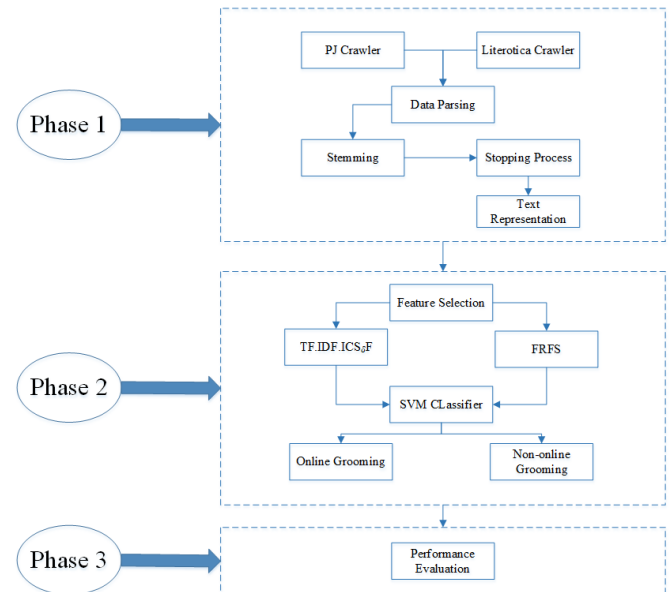 PJ Crawler
Literotica Crawler
Phase 1
Data Parsing
Stemming
Stopping Process
Text
Representation
Feature Selection
TF.IDF.ICSδF
FRFS
Phase 2
SVM CLassifier
Online Grooming
Non-online
Grooming
Phase 3
Performance
Evaluation